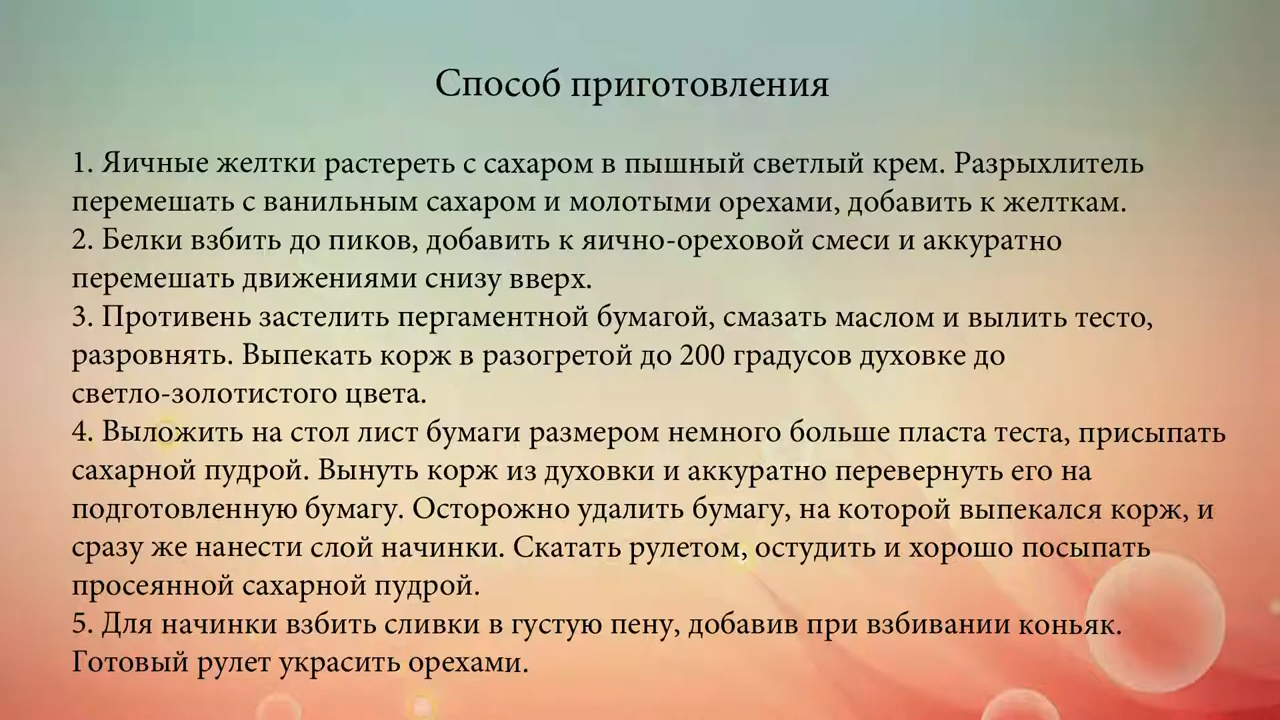 Способ приготовления
1. Яичные желтки растереть с сахаром в пышный светлый крем. Разрыхлитель
перемешать с ванильным сахаром и молотыми орехами, добавить к желткам.
2. Белки взбить до пиков, добавить к яично-ореховой смеси и аккуратно
перемешать движениями снизу вверх.
3. Противень застелить пергаментной бумагой, смазать маслом и вылить тесто,
разровнять. Выпекать корж в разогретой до 200 градусов духовке до
светло-золотистого цвета.
4. Выложить на стол лист бумаги размером немного больше пласта теста, присыпать
сахарной пудрой. Вынуть корж из духовки и аккуратно перевернуть его на
подготовленную бумагу. Осторожно удалить бумагу, на которой выпекался корж, и
сразу же нанести слой начинки. Скатать рулетом, остудить и хорошо посыпать
просеянной сахарной пудрой.
5. Для начинки взбить сливки в густую пену, добавив при взбивании коньяк.
Готовый рулет украсить орехами.